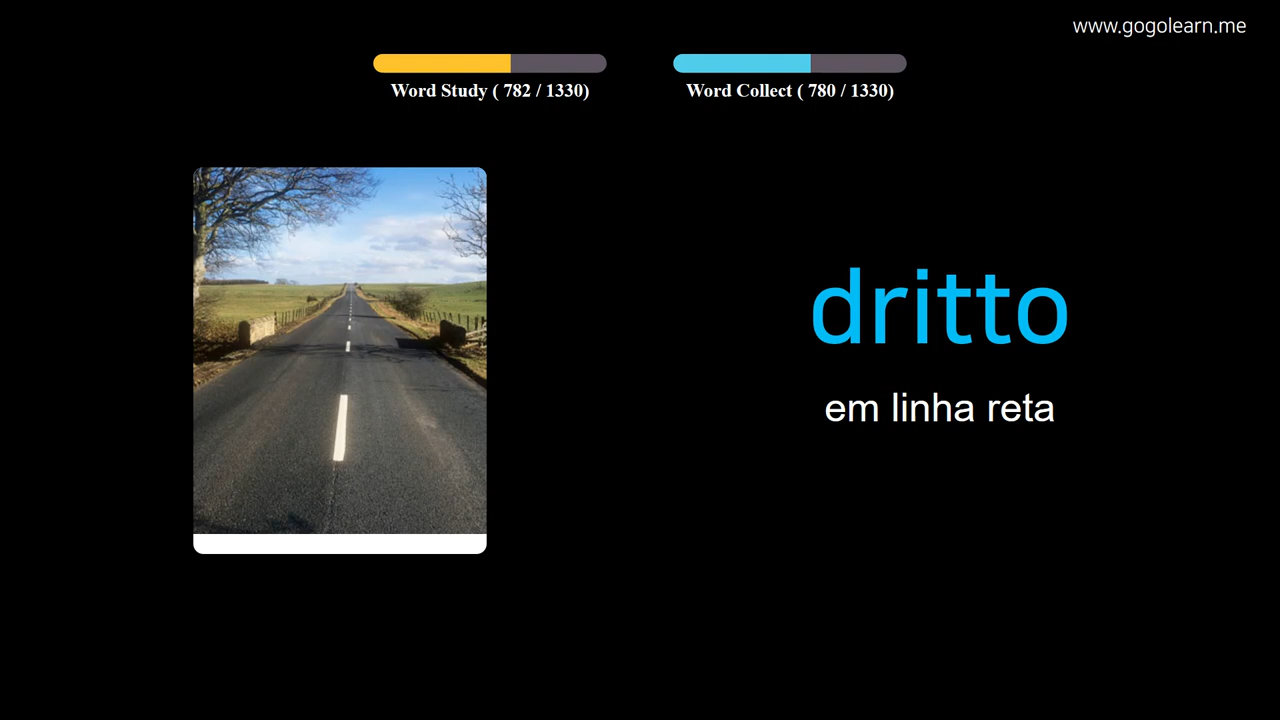 www.gogolearn.me
Word Study ( 782 / 1330)
Word Collect ( 780 / 1330)
dritto
em linha reta